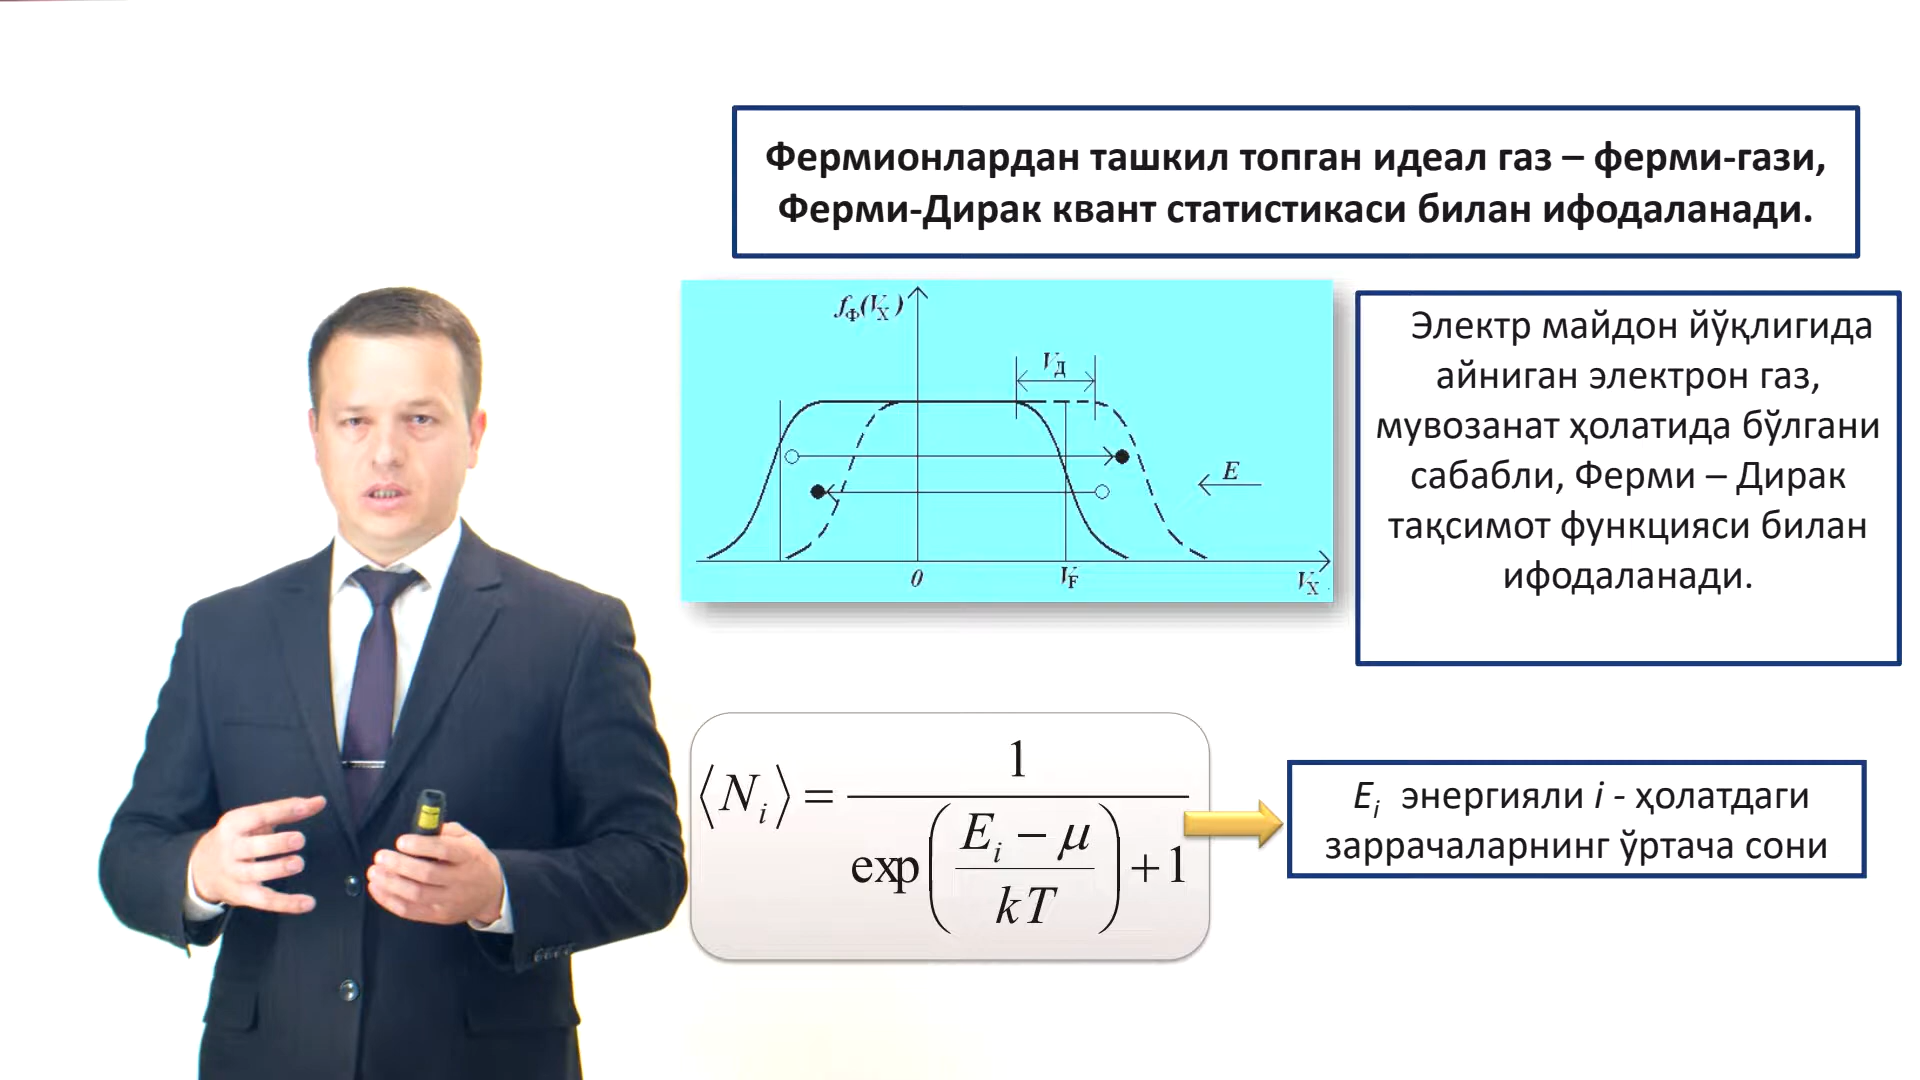 Фермионлардан ташкил топган идеал газ – ферми-гази,
Ферми-Дирак квант статистикаси билан ифодаланади.
f_Ф(V_X)
V_Д
E
0
V_F
V_X
Электр майдон йўқлигида
айниган электрон газ,
мувозанат ҳолатида бўлгани
сабабли, Ферми – Дирак
тақсимот функцияси билан
ифодаланади.
⟨N_i⟩ = 1 / (exp((E_i − μ) / kT) + 1)
E_i энергияли i - ҳолатдаги
заррачаларнинг ўртача сони